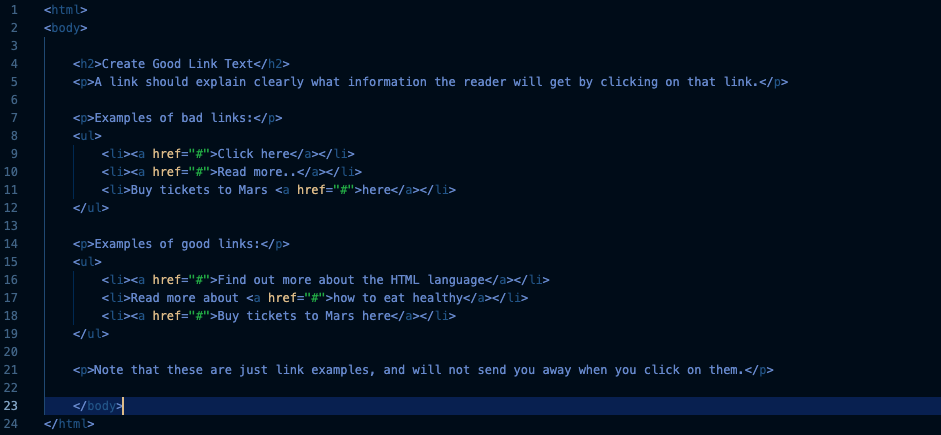 1 <html>
2 <body>
3
4 <h2>Create Good Link Text</h2>
5 <p>A link should explain clearly what information the reader will get by clicking on that link.</p>
6
7 <p>Examples of bad links:</p>
8 <ul>
9 <li><a href="#">Click here</a></li>
10 <li><a href="#">Read more..</a></li>
11 <li>Buy tickets to Mars <a href="#">here</a></li>
12 </ul>
13
14 <p>Examples of good links:</p>
15 <ul>
16 <li><a href="#">Find out more about the HTML language</a></li>
17 <li>Read more about <a href="#">how to eat healthy</a></li>
18 <li><a href="#">Buy tickets to Mars here</a></li>
19 </ul>
20
21 <p>Note that these are just link examples, and will not send you away when you click on them.</p>
22
23 </body>
24 </html>